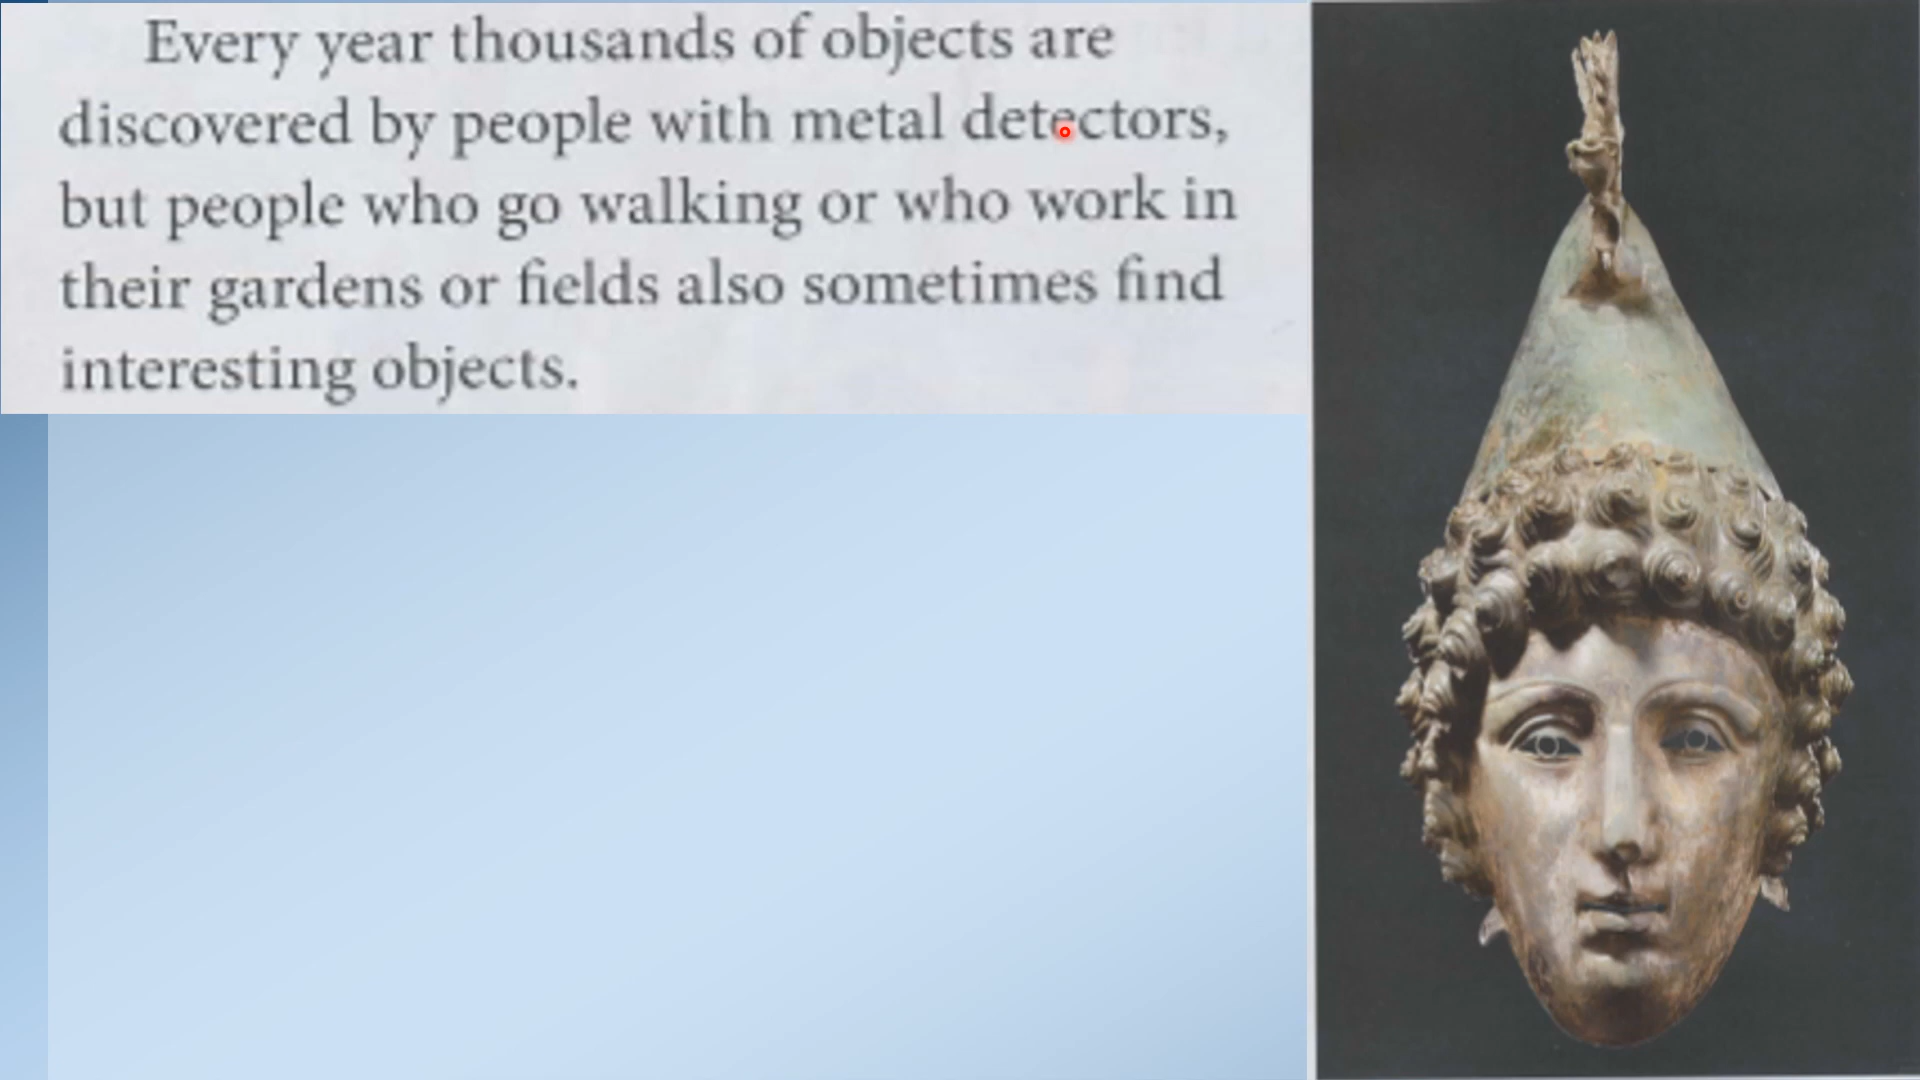 Every year thousands of objects are
discovered by people with metal detectors,
but people who go walking or who work in
their gardens or fields also sometimes find
interesting objects.